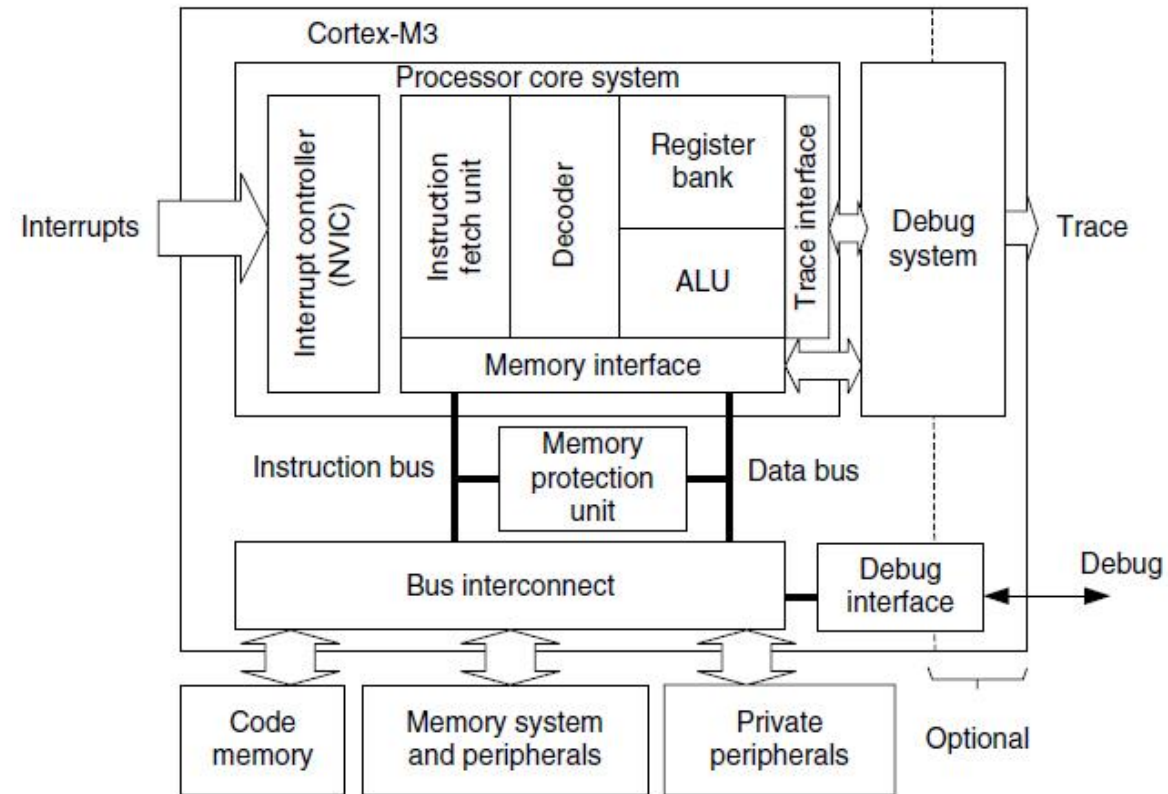 Cortex-M3
Processor core system
Interrupts
Interrupt controller
(NVIC)
Instruction
fetch unit
Decoder
Register
bank
ALU
Trace interface
Memory interface
Debug
system
Trace
Instruction bus
Memory
protection
unit
Data bus
Bus interconnect
Debug
interface
Debug
Code
memory
Memory system
and peripherals
Private
peripherals
Optional